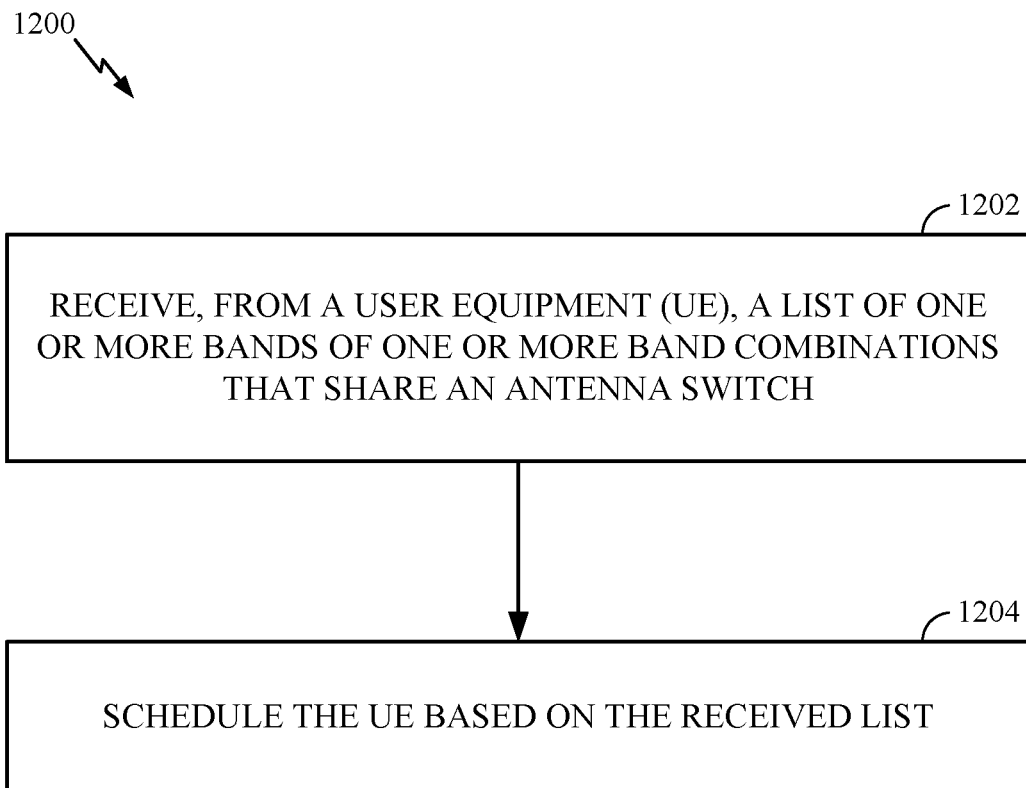 1200
1202
RECEIVE, FROM A USER EQUIPMENT (UE), A LIST OF ONE
OR MORE BANDS OF ONE OR MORE BAND COMBINATIONS
THAT SHARE AN ANTENNA SWITCH
1204
SCHEDULE THE UE BASED ON THE RECEIVED LIST